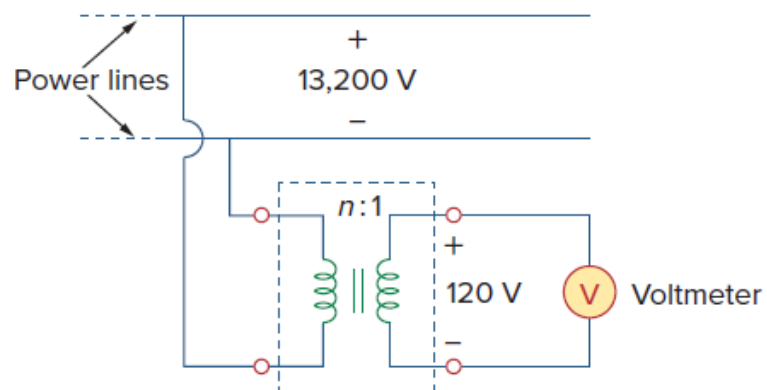 +
Power lines
13,200 V
−
n:1
+
120 V
V
Voltmeter
−